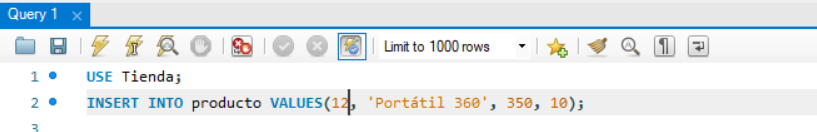 Query 1
Limit to 1000 rows
1 USE Tienda;
2 INSERT INTO producto VALUES(12, 'Portátil 360', 350, 10);
3